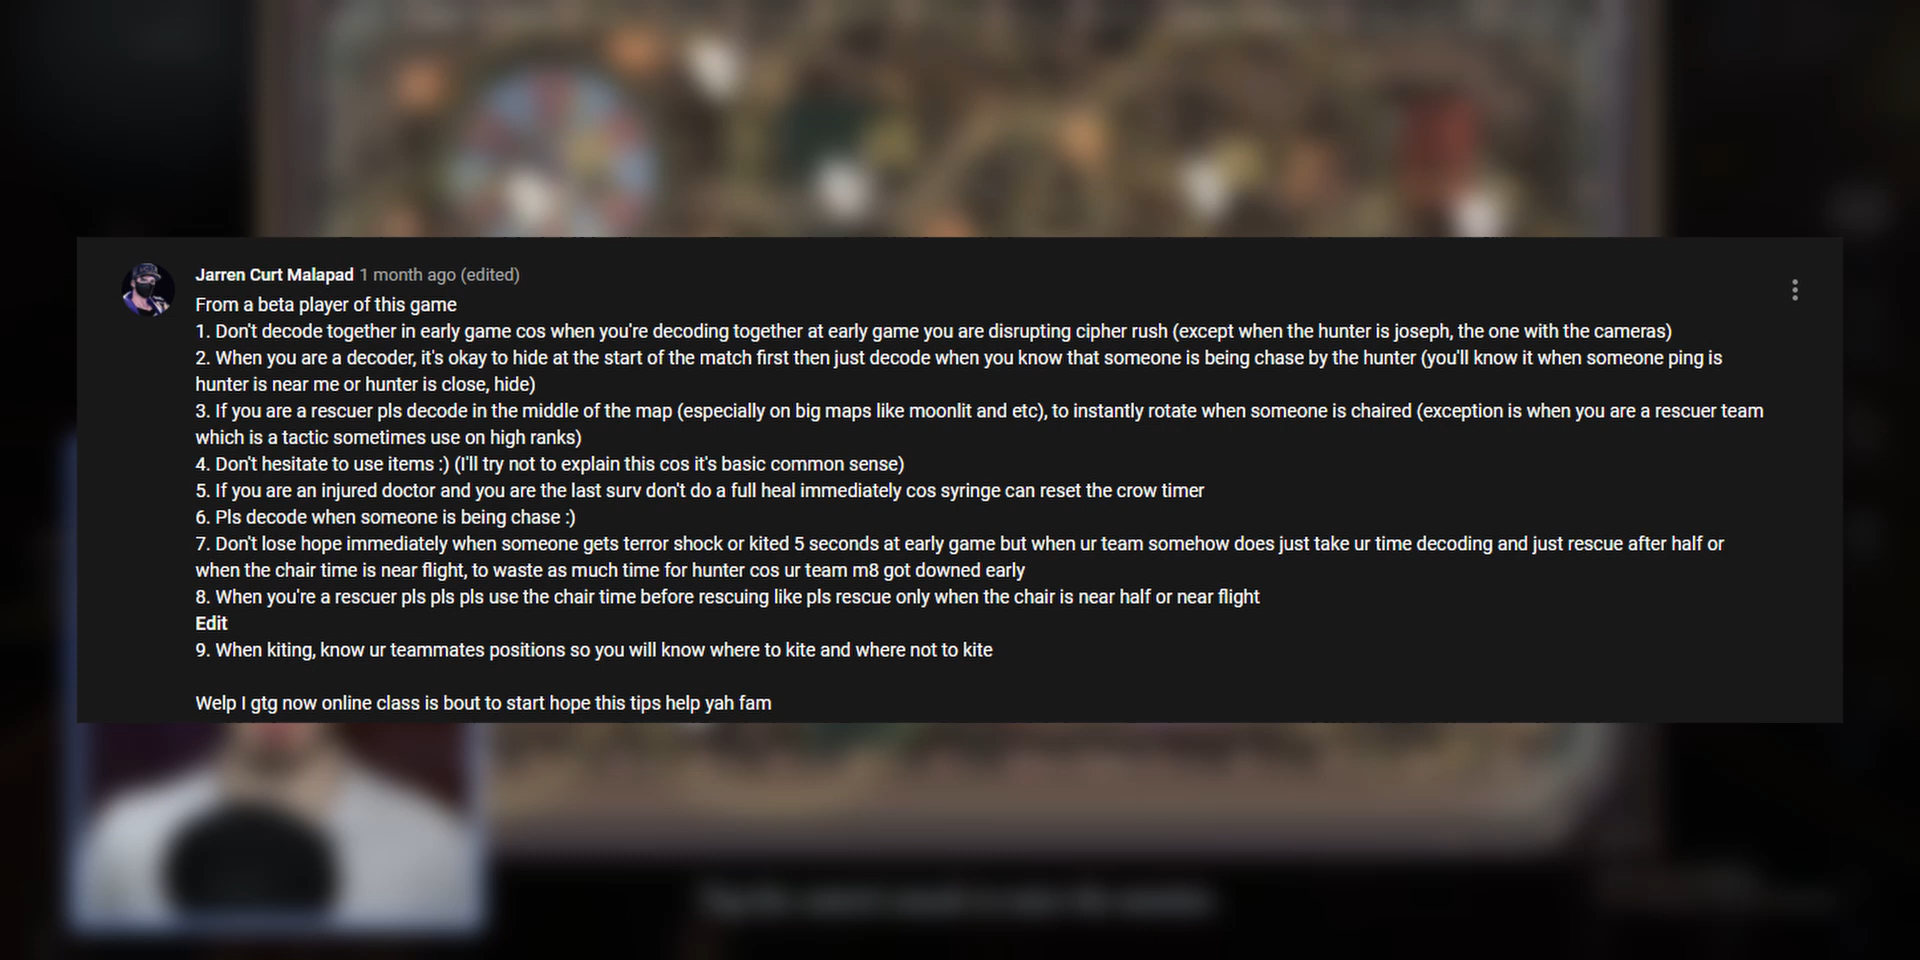 Jarren Curt Malapad 1 month ago (edited)
From a beta player of this game
1. Don't decode together in early game cos when you're decoding together at early game you are disrupting cipher rush (except when the hunter is joseph, the one with the cameras)
2. When you are a decoder, it's okay to hide at the start of the match first then just decode when you know that someone is being chase by the hunter (you'll know it when someone ping is
hunter is near me or hunter is close, hide)
3. If you are a rescuer pls decode in the middle of the map (especially on big maps like moonlit and etc), to instantly rotate when someone is chaired (exception is when you are a rescuer team
which is a tactic sometimes use on high ranks)
4. Don't hesitate to use items :) (I'll try not to explain this cos it's basic common sense)
5. If you are an injured doctor and you are the last surv don't do a full heal immediately cos syringe can reset the crow timer
6. Pls decode when someone is being chase :)
7. Don't lose hope immediately when someone gets terror shock or kited 5 seconds at early game but when ur team somehow does just take ur time decoding and just rescue after half or
when the chair time is near flight, to waste as much time for hunter cos ur team m8 got downed early
8. When you're a rescuer pls pls pls use the chair time before rescuing like pls rescue only when the chair is near half or near flight
Edit
9. When kiting, know ur teammates positions so you will know where to kite and where not to kite
Welp I gtg now online class is bout to start hope this tips help yah fam